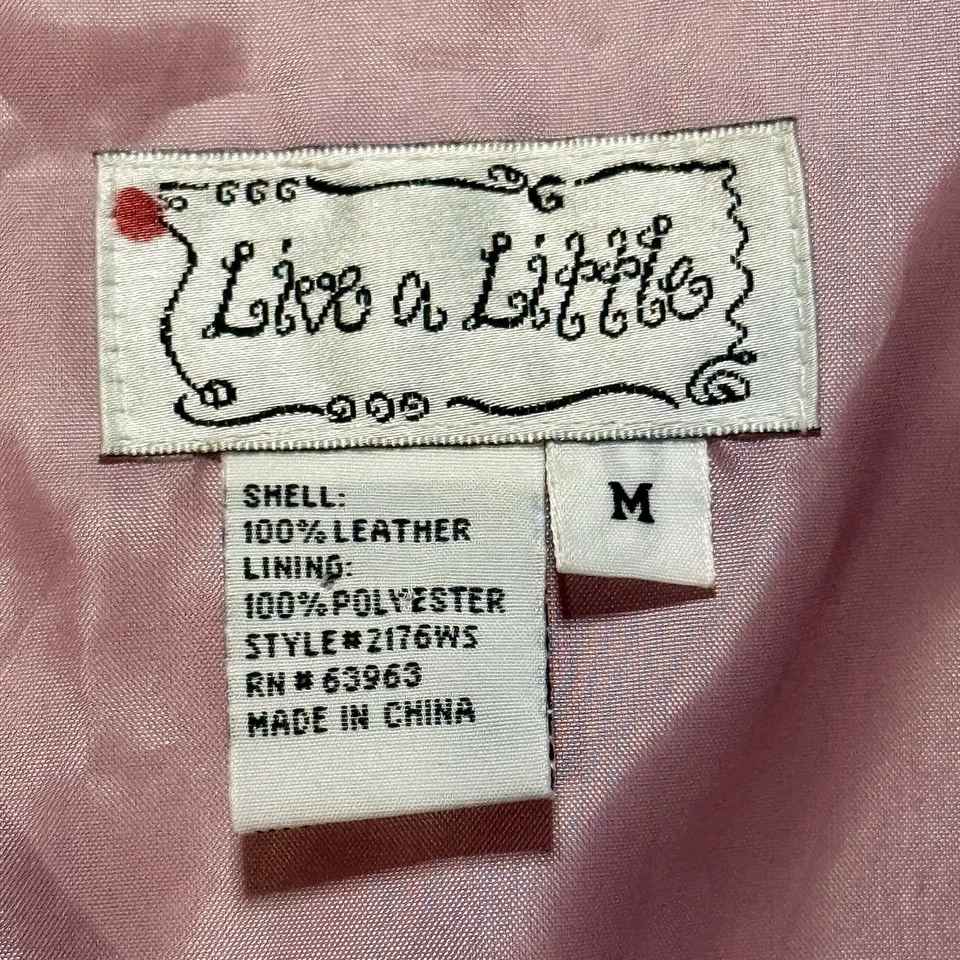 Live a Little
M
SHELL:
100% LEATHER
LINING:
100% POLYESTER
STYLE#2176WS
RN # 63963
MADE IN CHINA